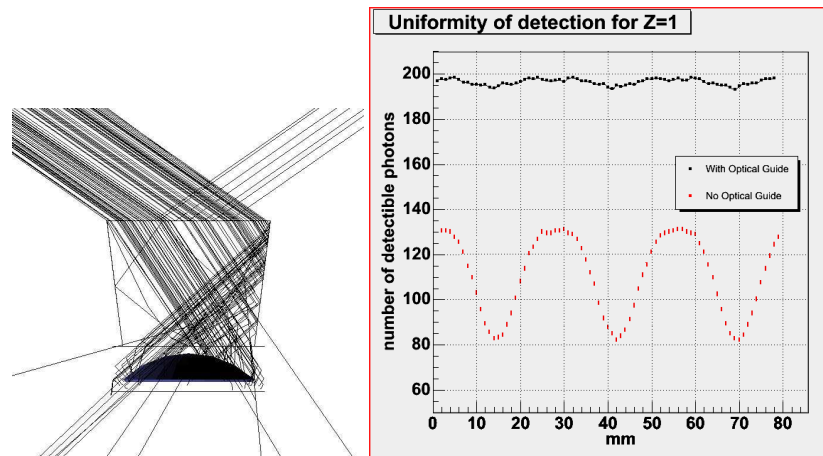 Uniformity of detection for Z=1
number of detectible photons
200
180
160
140
120
100
80
60
With Optical Guide
No Optical Guide
0 10 20 30 40 50 60 70 80
mm